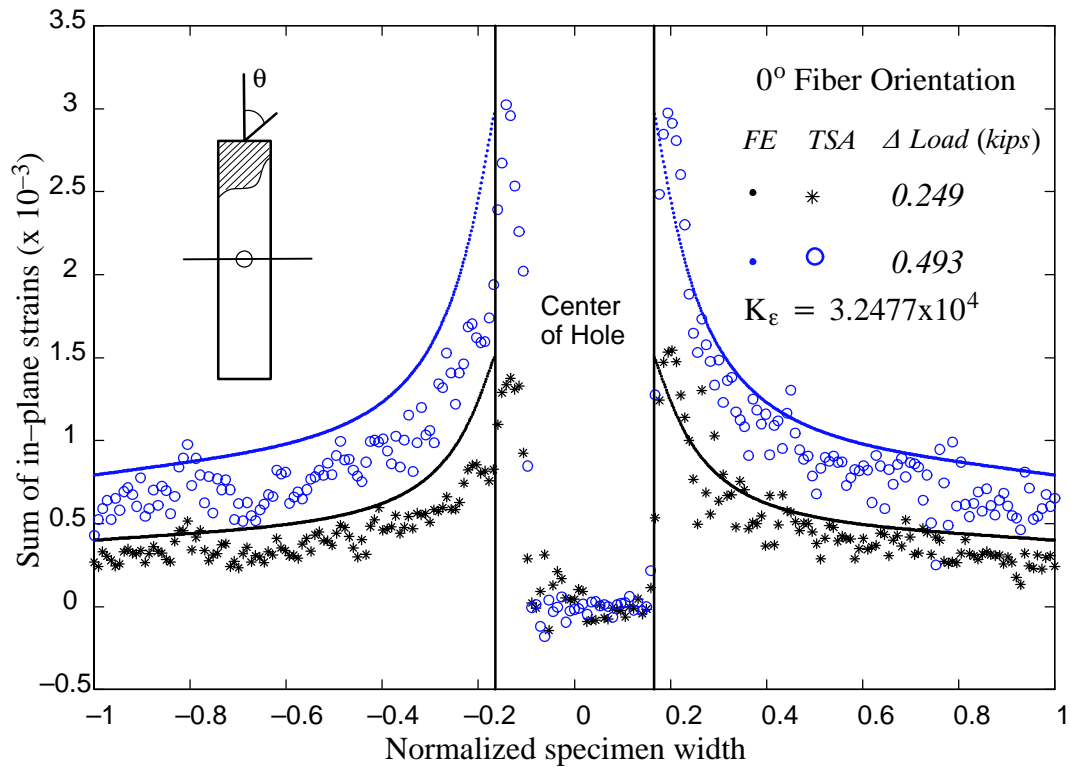 3.5
3
2.5
2
1.5
1
0.5
0
–0.5
Sum of in–plane strains (x 10⁻³)
θ
0º Fiber Orientation
FE TSA Δ Load (kips)
0.249
0.493
Kε = 3.2477x10⁴
Center
of Hole
–1 –0.8 –0.6 –0.4 –0.2 0 0.2 0.4 0.6 0.8 1
Normalized specimen width